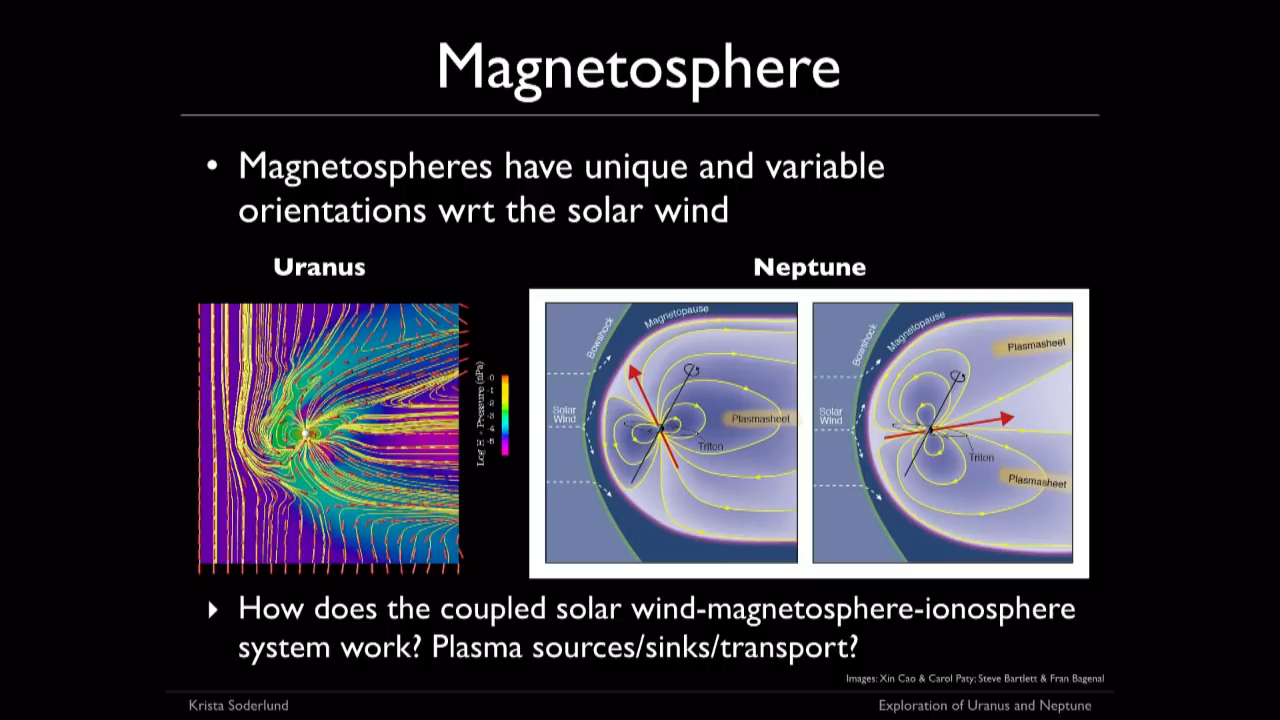 Magnetosphere
• Magnetospheres have unique and variable
orientations wrt the solar wind
Uranus
Neptune
Log H+ Pressure (nPa)
Bowshock
Magnetopause
Solar
Wind
Plasmasheet
Triton
Bowshock
Magnetopause
Plasmasheet
Solar
Wind
Triton
Plasmasheet
How does the coupled solar wind-magnetosphere-ionosphere
system work? Plasma sources/sinks/transport?
Images: Xin Cao & Carol Paty; Steve Bartlett & Fran Bagenal
Krista Soderlund
Exploration of Uranus and Neptune